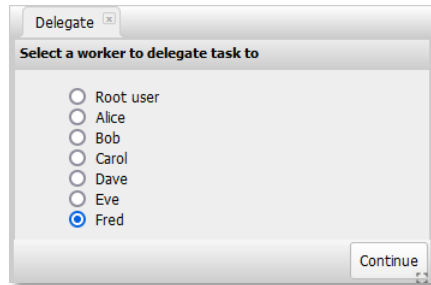 Delegate
Select a worker to delegate task to
Root user
Alice
Bob
Carol
Dave
Eve
Fred
Continue